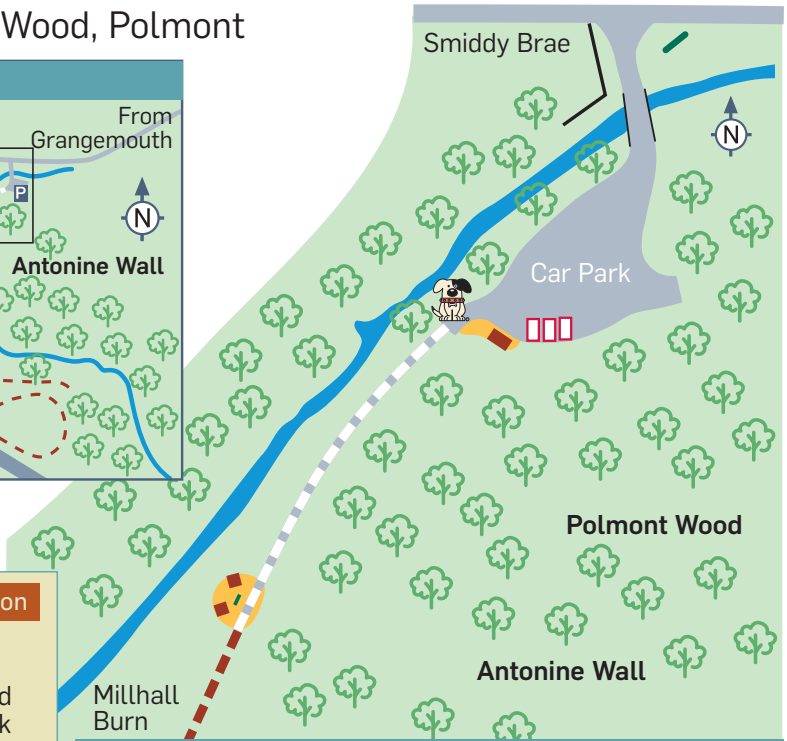 Wood, Polmont
From
Grangemouth
P
N
Antonine Wall
Smiddy Brae
N
Car Park
Polmont Wood
Antonine Wall
on
d
k
Millhall
Burn